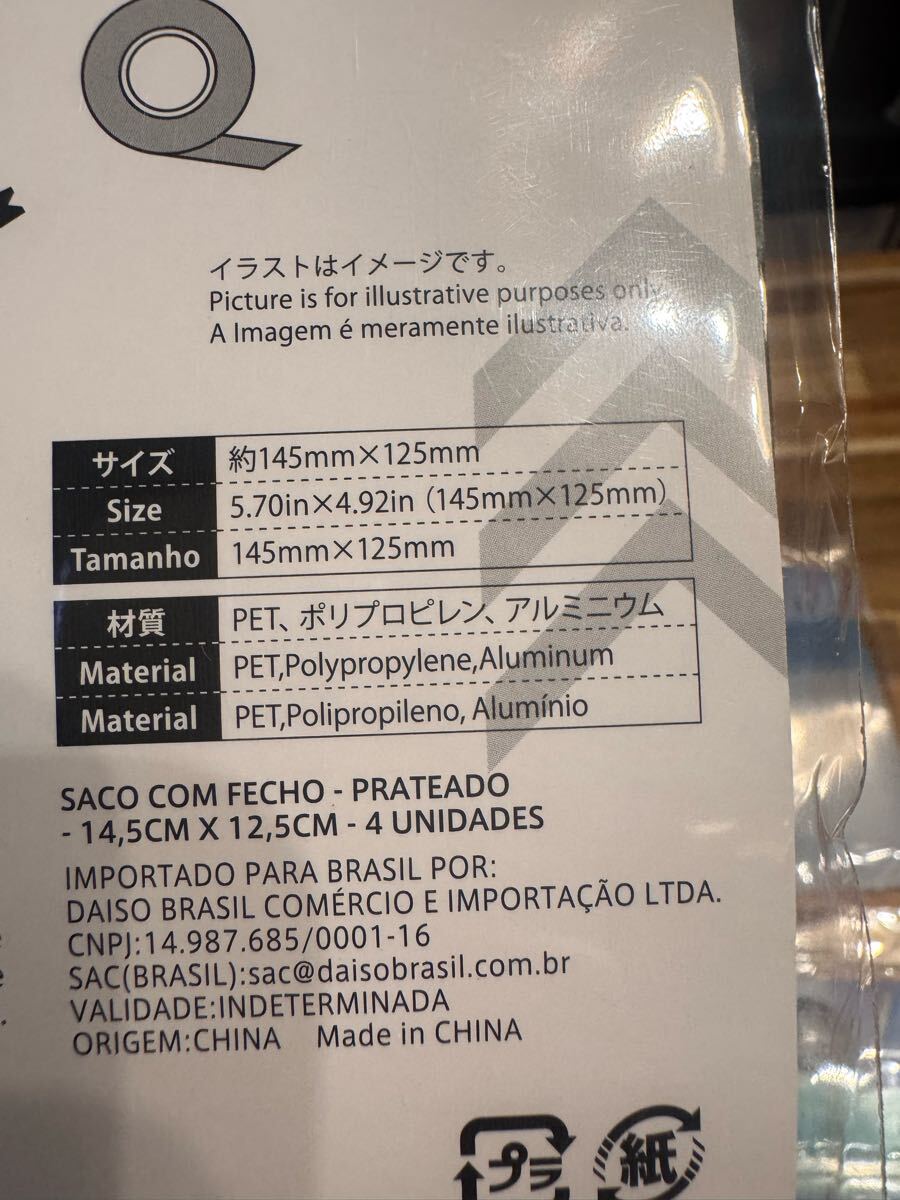 イラストはイメージです。
Picture is for illustrative purposes only.
A Imagem é meramente ilustrativa.
サイズ 約145mm×125mm
Size 5.70in×4.92in（145mm×125mm）
Tamanho 145mm×125mm
材質 PET、ポリプロピレン、アルミニウム
Material PET,Polypropylene,Aluminum
Material PET,Polipropileno, Alumínio
SACO COM FECHO - PRATEADO
- 14,5CM X 12,5CM - 4 UNIDADES
IMPORTADO PARA BRASIL POR:
DAISO BRASIL COMÉRCIO E IMPORTAÇÃO LTDA.
CNPJ:14.987.685/0001-16
SAC(BRASIL):sac@daisobrasil.com.br
VALIDADE:INDETERMINADA
ORIGEM:CHINA Made in CHINA
プラ 紙